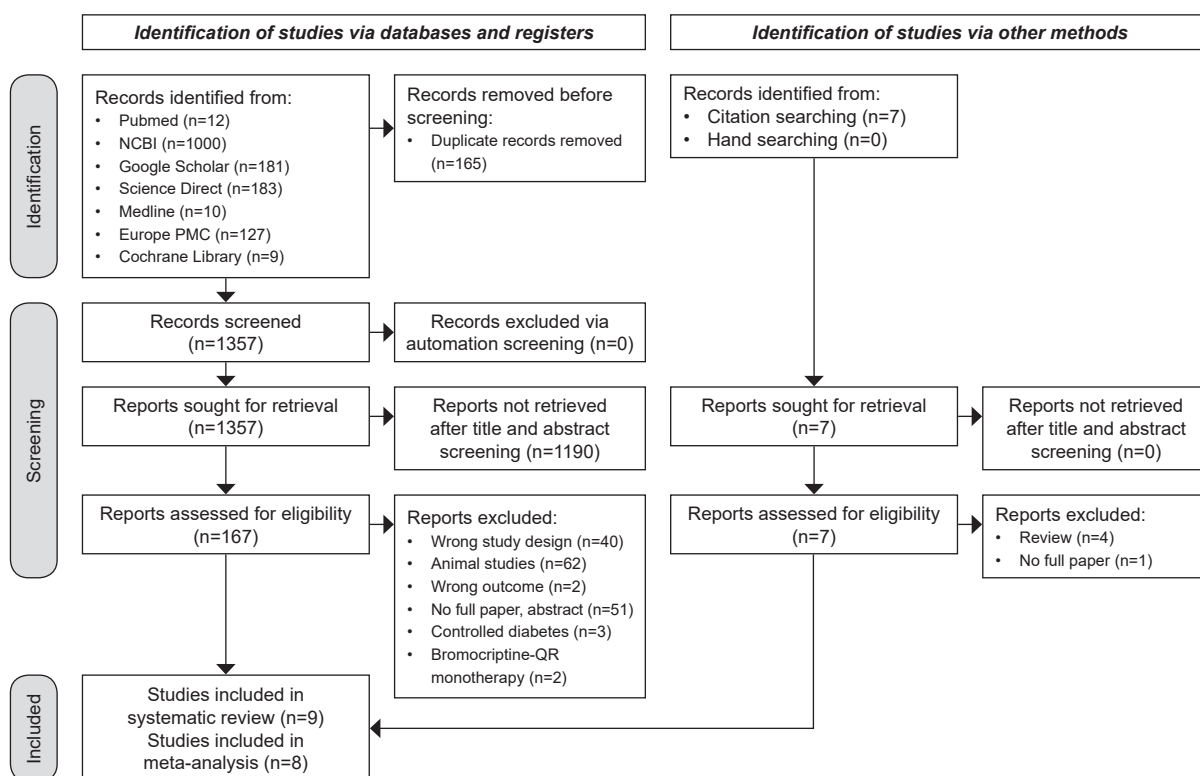 Identification of studies via databases and registers
Identification of studies via other methods
Identification
Records identified from:
• Pubmed (n=12)
• NCBI (n=1000)
• Google Scholar (n=181)
• Science Direct (n=183)
• Medline (n=10)
• Europe PMC (n=127)
• Cochrane Library (n=9)
Records removed before
screening:
• Duplicate records removed
(n=165)
Records identified from:
• Citation searching (n=7)
• Hand searching (n=0)
Screening
Records screened
(n=1357)
Records excluded via
automation screening (n=0)
Reports sought for retrieval
(n=1357)
Reports not retrieved
after title and abstract
screening (n=1190)
Reports sought for retrieval
(n=7)
Reports not retrieved
after title and abstract
screening (n=0)
Reports assessed for eligibility
(n=167)
Reports excluded:
• Wrong study design (n=40)
• Animal studies (n=62)
• Wrong outcome (n=2)
• No full paper, abstract (n=51)
• Controlled diabetes (n=3)
• Bromocriptine-QR
monotherapy (n=2)
Reports assessed for eligibility
(n=7)
Reports excluded:
• Review (n=4)
• No full paper (n=1)
Included
Studies included in
systematic review (n=9)
Studies included in
meta-analysis (n=8)